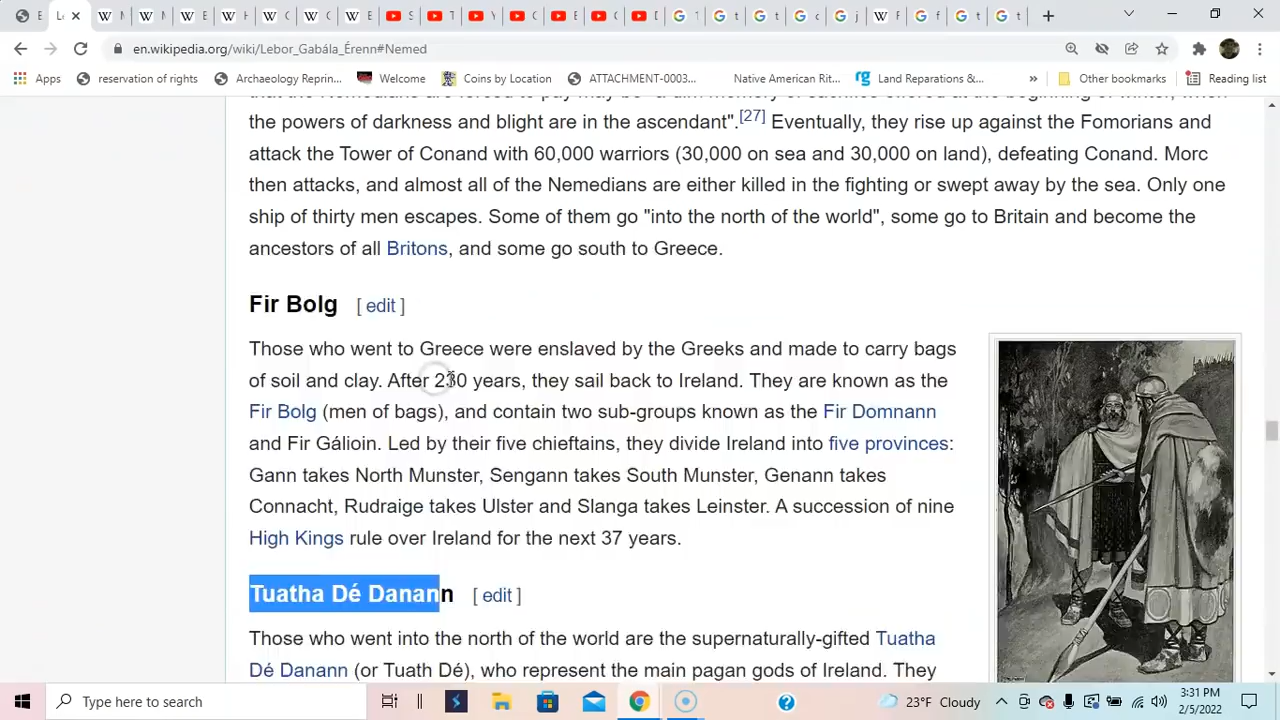 Le
W
W
E
W
W
W
E
S
T
Y
C
E
C
D
T
t
t
c
j
F
f
t
t
en.wikipedia.org/wiki/Lebor_Gabála_Érenn#Nemed
Apps reservation of rights Archaeology Reprin... Welcome Coins by Location ATTACHMENT-0003... Native American Rit... Land Reparations &... » Other bookmarks Reading list
the powers of darkness and blight are in the ascendant".[27] Eventually, they rise up against the Fomorians and
attack the Tower of Conand with 60,000 warriors (30,000 on sea and 30,000 on land), defeating Conand. Morc
then attacks, and almost all of the Nemedians are either killed in the fighting or swept away by the sea. Only one
ship of thirty men escapes. Some of them go "into the north of the world", some go to Britain and become the
ancestors of all Britons, and some go south to Greece.
Fir Bolg [ edit ]
Those who went to Greece were enslaved by the Greeks and made to carry bags
of soil and clay. After 230 years, they sail back to Ireland. They are known as the
Fir Bolg (men of bags), and contain two sub-groups known as the Fir Domnann
and Fir Gálioin. Led by their five chieftains, they divide Ireland into five provinces:
Gann takes North Munster, Sengann takes South Munster, Genann takes
Connacht, Rudraige takes Ulster and Slanga takes Leinster. A succession of nine
High Kings rule over Ireland for the next 37 years.
Tuatha Dé Danann [ edit ]
Those who went into the north of the world are the supernaturally-gifted Tuatha
Dé Danann (or Tuath Dé), who represent the main pagan gods of Ireland. They
Type here to search
23°F Cloudy
3:31 PM
2/5/2022